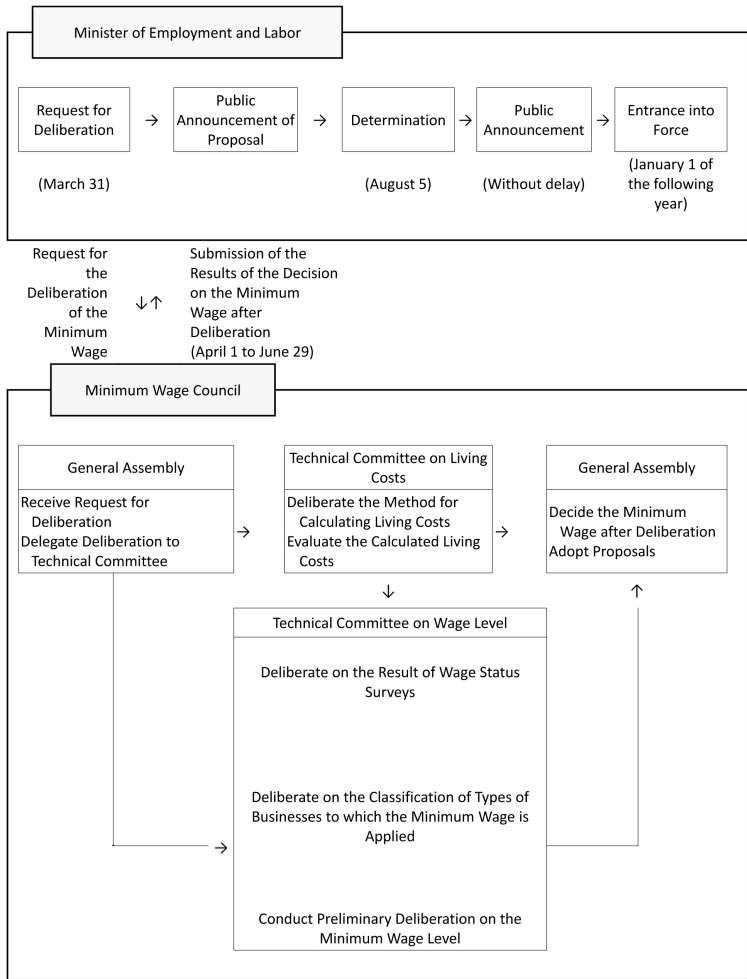 Minister of Employment and Labor
Request for
Deliberation
→
Public
Announcement of
Proposal
→
Determination
→
Public
Announcement
→
Entrance into
Force
(March 31)
(August 5)
(Without delay)
(January 1 of
the following
year)
Request for
the
Deliberation
of the
Minimum
Wage
↓↑
Submission of the
Results of the Decision
on the Minimum
Wage after
Deliberation
(April 1 to June 29)
Minimum Wage Council
General Assembly
Receive Request for
Deliberation
Delegate Deliberation to
Technical Committee
→
Technical Committee on Living
Costs
Deliberate the Method for
Calculating Living Costs
Evaluate the Calculated Living
Costs
→
General Assembly
Decide the Minimum
Wage after Deliberation
Adopt Proposals
↓
↑
Technical Committee on Wage Level
Deliberate on the Result of Wage Status
Surveys
Deliberate on the Classification of Types of
Businesses to which the Minimum Wage is
Applied
→
Conduct Preliminary Deliberation on the
Minimum Wage Level